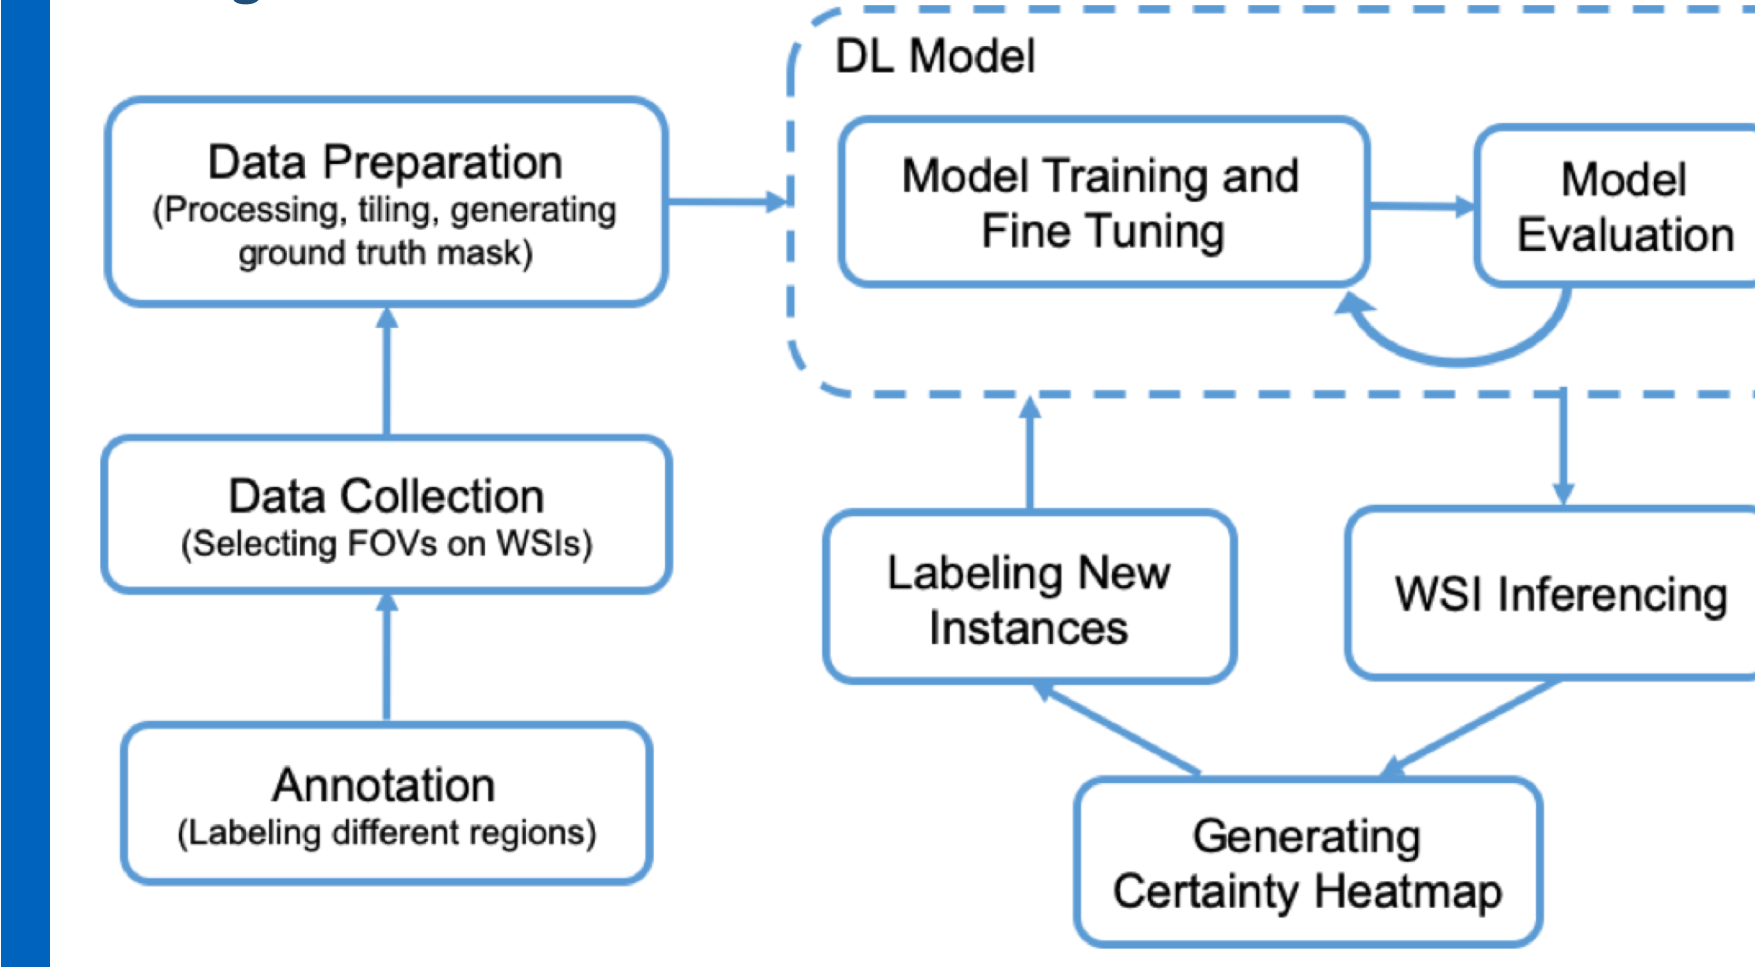 DL Model
Data Preparation
(Processing, tiling, generating
ground truth mask)
Model Training and
Fine Tuning
Model
Evaluation
Data Collection
(Selecting FOVs on WSIs)
Labeling New
Instances
WSI Inferencing
Annotation
(Labeling different regions)
Generating
Certainty Heatmap